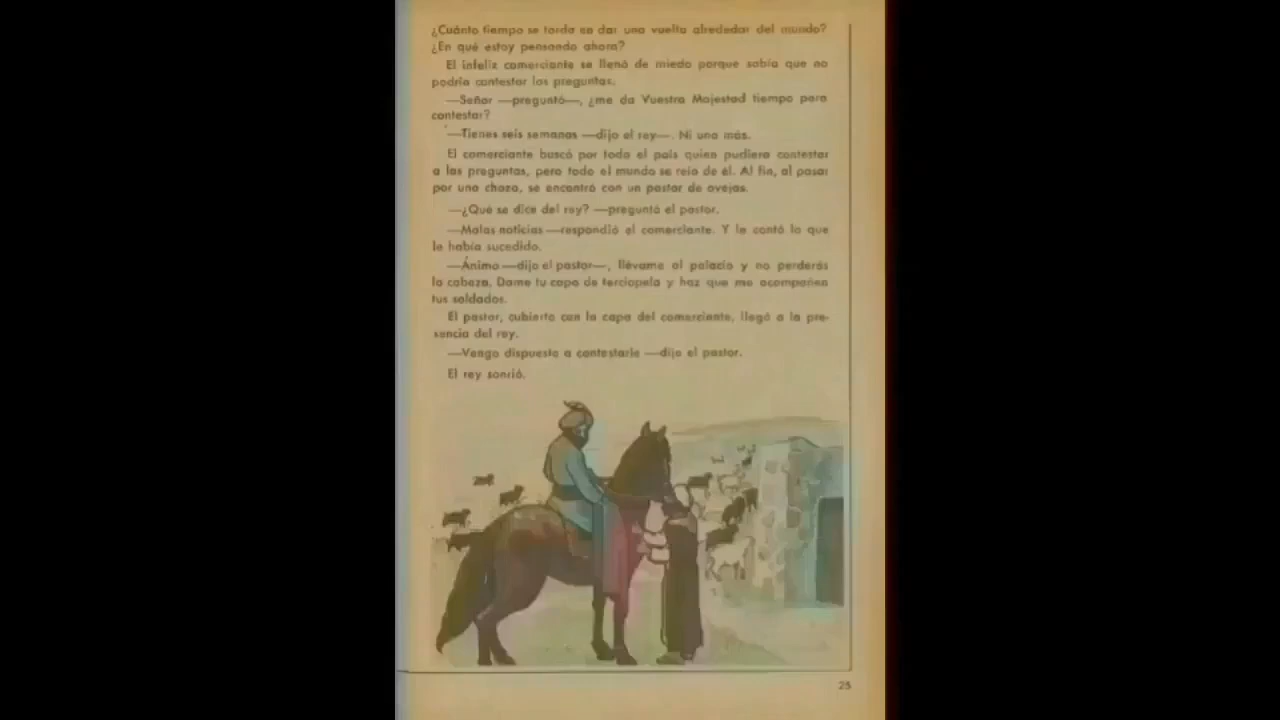 ¿Cuánto tiempo se tarda en dar una vuelta alrededor del mundo?
¿En qué estoy pensando ahora?
El infeliz comerciante se llenó de miedo porque sabía que no
podría contestar las preguntas.
—Señor —preguntó—, ¿me da Vuestra Majestad tiempo para
contestar?
—Tienes seis semanas —dijo el rey—. Ni una más.
El comerciante buscó por todo el país quien pudiera contestar
a las preguntas, pero todo el mundo se reía de él. Al fin, al pasar
por una choza, se encontró con un pastor de ovejas.
—¿Qué se dice del rey? —preguntó el pastor.
—Malas noticias —respondió el comerciante. Y le contó lo que
le había sucedido.
—Ánimo —dijo el pastor—, llévame al palacio y no perderás
la cabeza. Dame tu capa de terciopelo y haz que me acompañen
tus soldados.
El pastor, cubierto con la capa del comerciante, llegó a la pre-
sencia del rey.
—Vengo dispuesto a contestarle —dijo el pastor.
El rey sonrió.
25